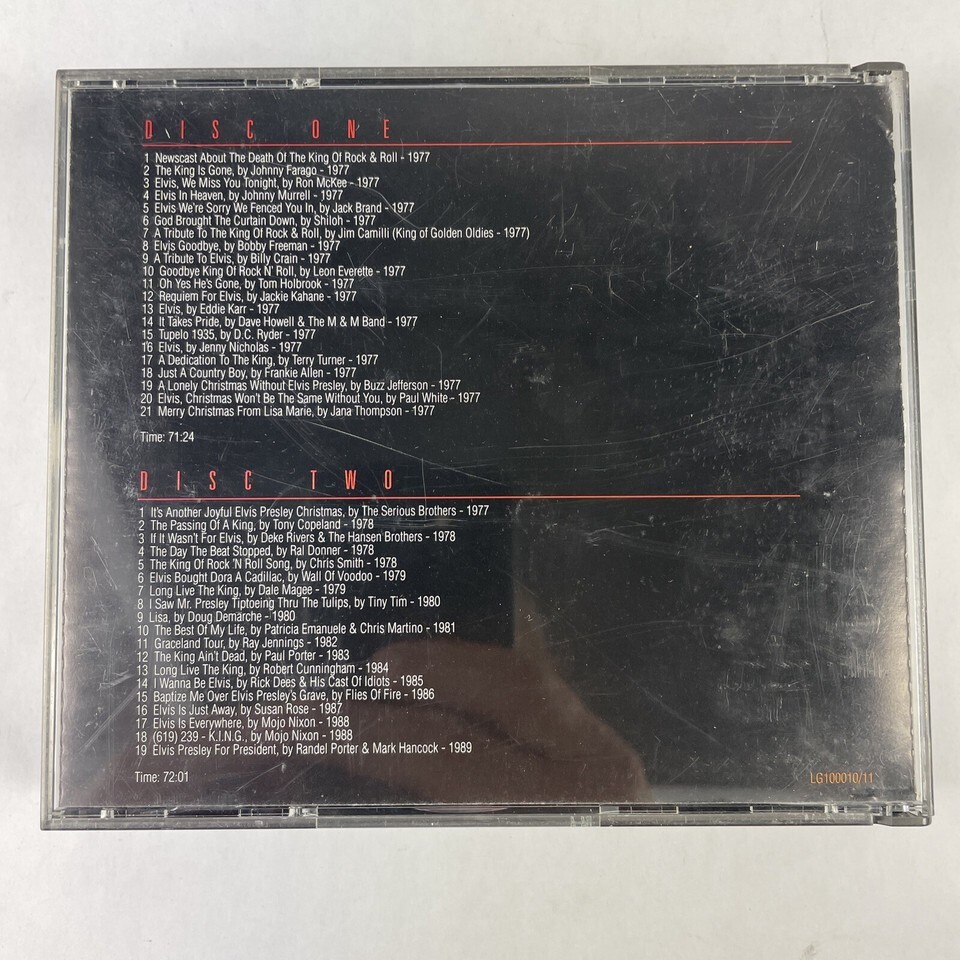 DISC ONE
1 Newscast About The Death Of The King Of Rock & Roll - 1977
2 The King Is Gone, by Johnny Farago - 1977
3 Elvis, We Miss You Tonight, by Ron McKee - 1977
4 Elvis In Heaven, by Johnny Murrell - 1977
5 Elvis We're Sorry We Fenced You In, by Jack Brand - 1977
6 God Brought The Curtain Down, by Shiloh - 1977
7 A Tribute To The King Of Rock & Roll, by Jim Camilli (King of Golden Oldies - 1977)
8 Elvis Goodbye, by Bobby Freeman - 1977
9 A Tribute To Elvis, by Billy Crain - 1977
10 Goodbye King Of Rock N' Roll, by Leon Everette - 1977
11 Oh Yes He's Gone, by Tom Holbrook - 1977
12 Requiem For Elvis, by Jackie Kahane - 1977
13 Elvis, by Eddie Karr - 1977
14 It Takes Pride, by Dave Howell & The M & M Band - 1977
15 Tupelo 1935, by D.C. Ryder - 1977
16 Elvis, by Jenny Nicholas - 1977
17 A Dedication To The King, by Terry Turner - 1977
18 Just A Country Boy, by Frankie Allen - 1977
19 A Lonely Christmas Without Elvis Presley, by Buzz Jefferson - 1977
20 Elvis, Christmas Won't Be The Same Without You, by Paul White - 1977
21 Merry Christmas From Lisa Marie, by Jana Thompson - 1977
Time: 71:24
DISC TWO
1 It's Another Joyful Elvis Presley Christmas, by The Serious Brothers - 1977
2 The Passing Of A King, by Tony Copeland - 1978
3 If It Wasn't For Elvis, by Deke Rivers & The Hansen Brothers - 1978
4 The Day The Beat Stopped, by Ral Donner - 1978
5 The King Of Rock 'N Roll Song, by Chris Smith - 1978
6 Elvis Bought Dora A Cadillac, by Wall Of Voodoo - 1979
7 Long Live The King, by Dale Magee - 1979
8 I Saw Mr. Presley Tiptoeing Thru The Tulips, by Tiny Tim - 1980
9 Lisa, by Doug Demarche - 1980
10 The Best Of My Life, by Patricia Emanuele & Chris Martino - 1981
11 Graceland Tour, by Ray Jennings - 1982
12 The King Ain't Dead, by Paul Porter - 1983
13 Long Live The King, by Robert Cunningham - 1984
14 I Wanna Be Elvis, by Rick Dees & His Cast Of Idiots - 1985
15 Baptize Me Over Elvis Presley's Grave, by Flies Of Fire - 1986
16 Elvis Is Just Away, by Susan Rose - 1987
17 Elvis Is Everywhere, by Mojo Nixon - 1988
18 (619) 239 - K.I.N.G., by Mojo Nixon - 1988
19 Elvis Presley For President, by Randel Porter & Mark Hancock - 1989
Time: 72:01
LG100010/11